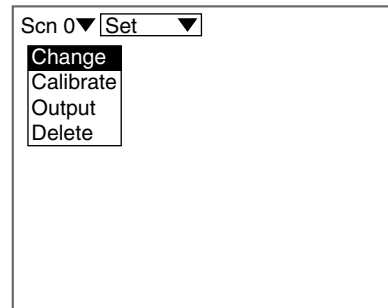 Scn 0▼ Set ▼
Change
Calibrate
Output
Delete